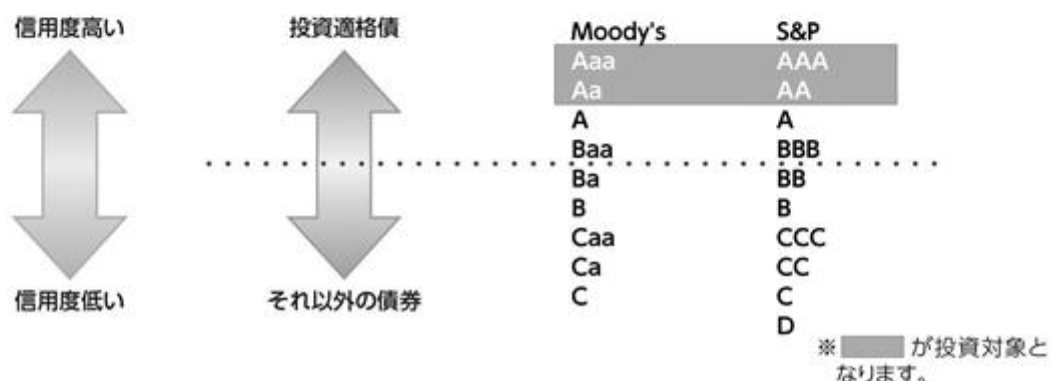 信用度高い 投資適格債 Moody's S&P
Aaa AAA
Aa AA
A A
Baa BBB
Ba BB
B B
Caa CCC
Ca CC
信用度低い それ以外の債券 C C
D
※ が投資対象と
なります。